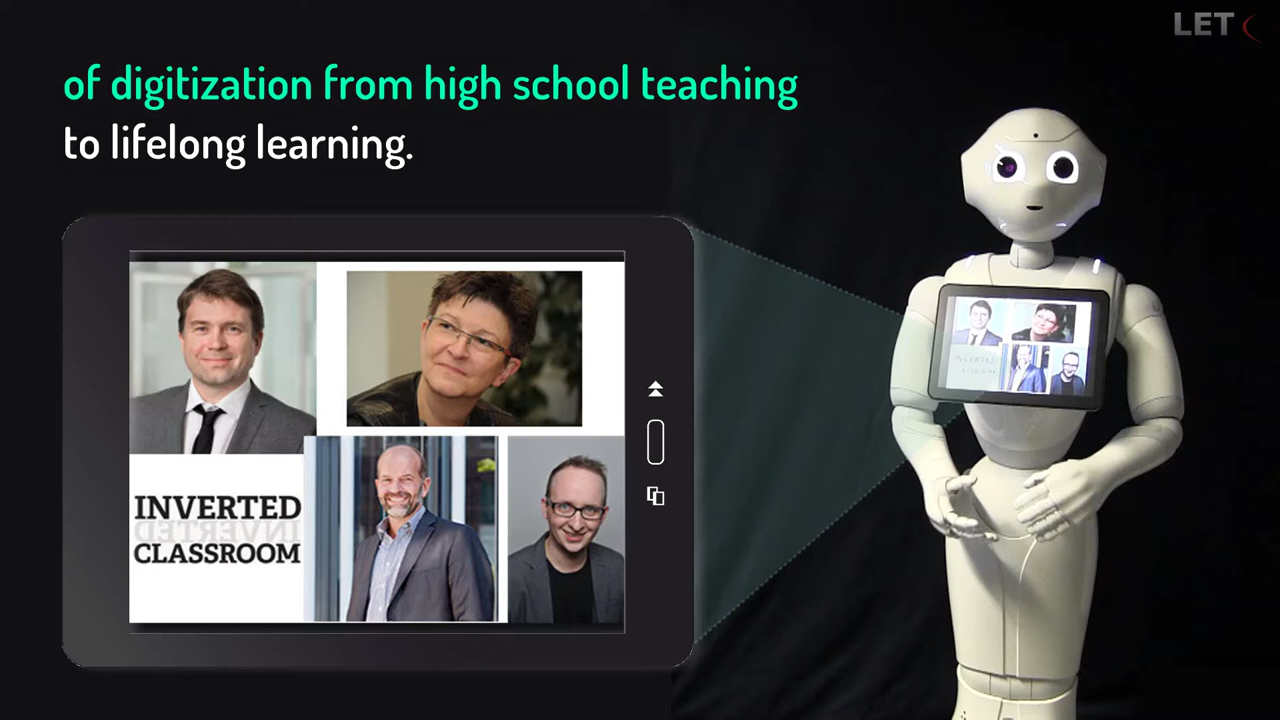 LET
of digitization from high school teaching
to lifelong learning.
INVERTED
CLASSROOM